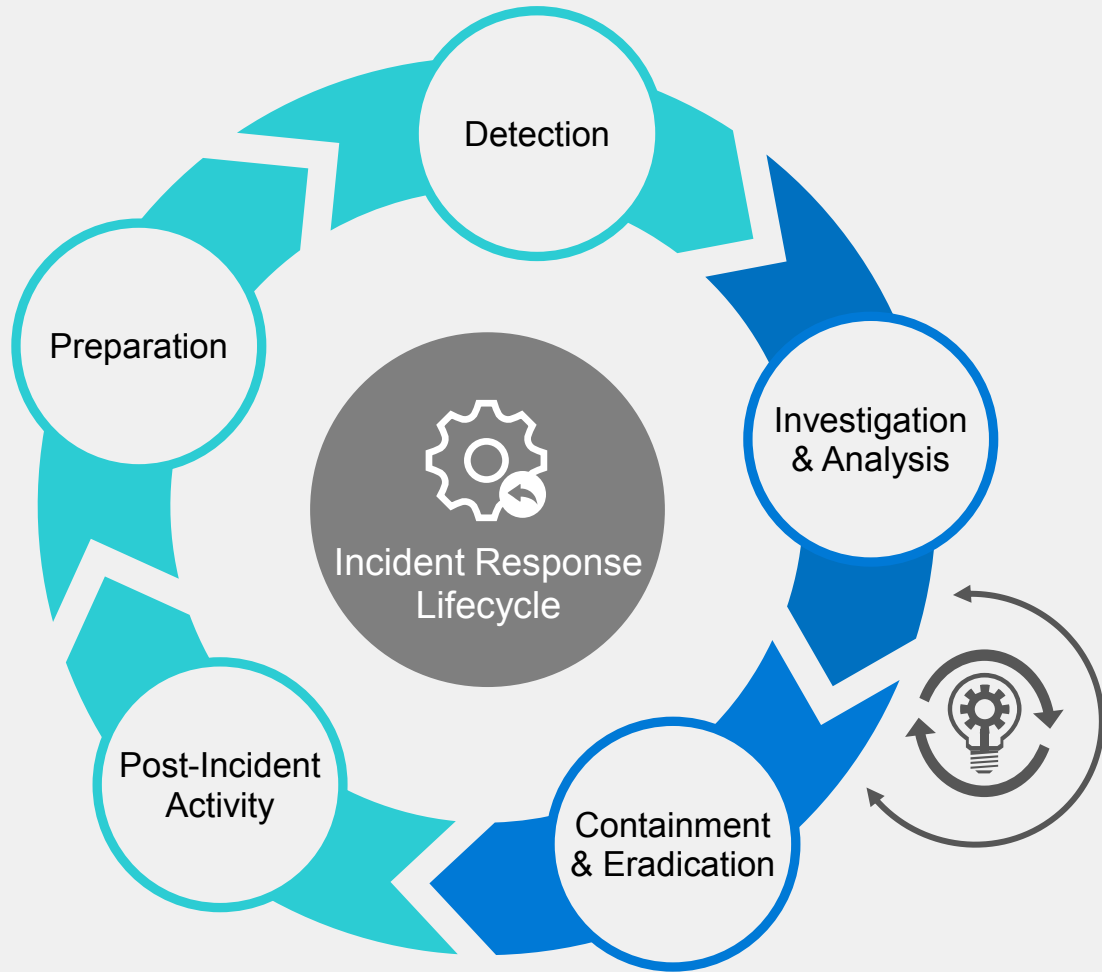 Detection
Preparation
Investigation
& Analysis
Incident Response
Lifecycle
Post-Incident
Activity
Containment
& Eradication